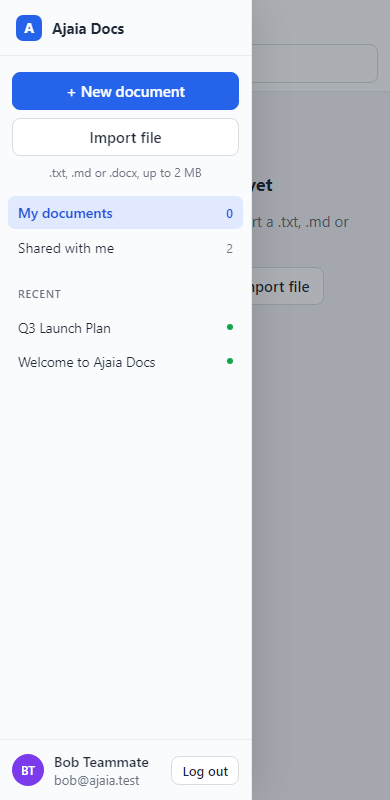 A Ajaia Docs
+ New document
Import file
.txt, .md or .docx, up to 2 MB
My documents 0
Shared with me 2
RECENT
Q3 Launch Plan
Welcome to Ajaia Docs
BT
Bob Teammate
bob@ajaia.test
Log out
yet
a .txt, .md or
file